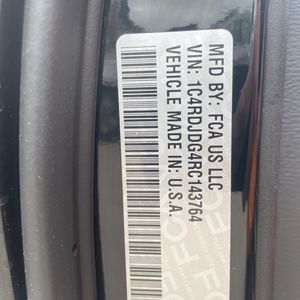 MFD BY: FCA US LLC
VIN: 1C4RDJDG4RC143764
VEHICLE MADE IN: U.S.A.